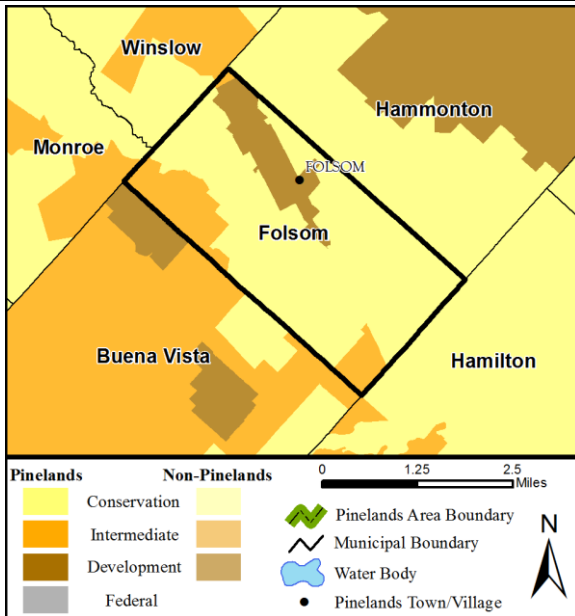 Winslow
Hammonton
Monroe
FOLSOM
Folsom
Buena Vista
Hamilton
Pinelands Non-Pinelands
Conservation
Intermediate
Development
Federal
0 1.25 2.5
Miles
Pinelands Area Boundary
Municipal Boundary
Water Body
Pinelands Town/Village
N